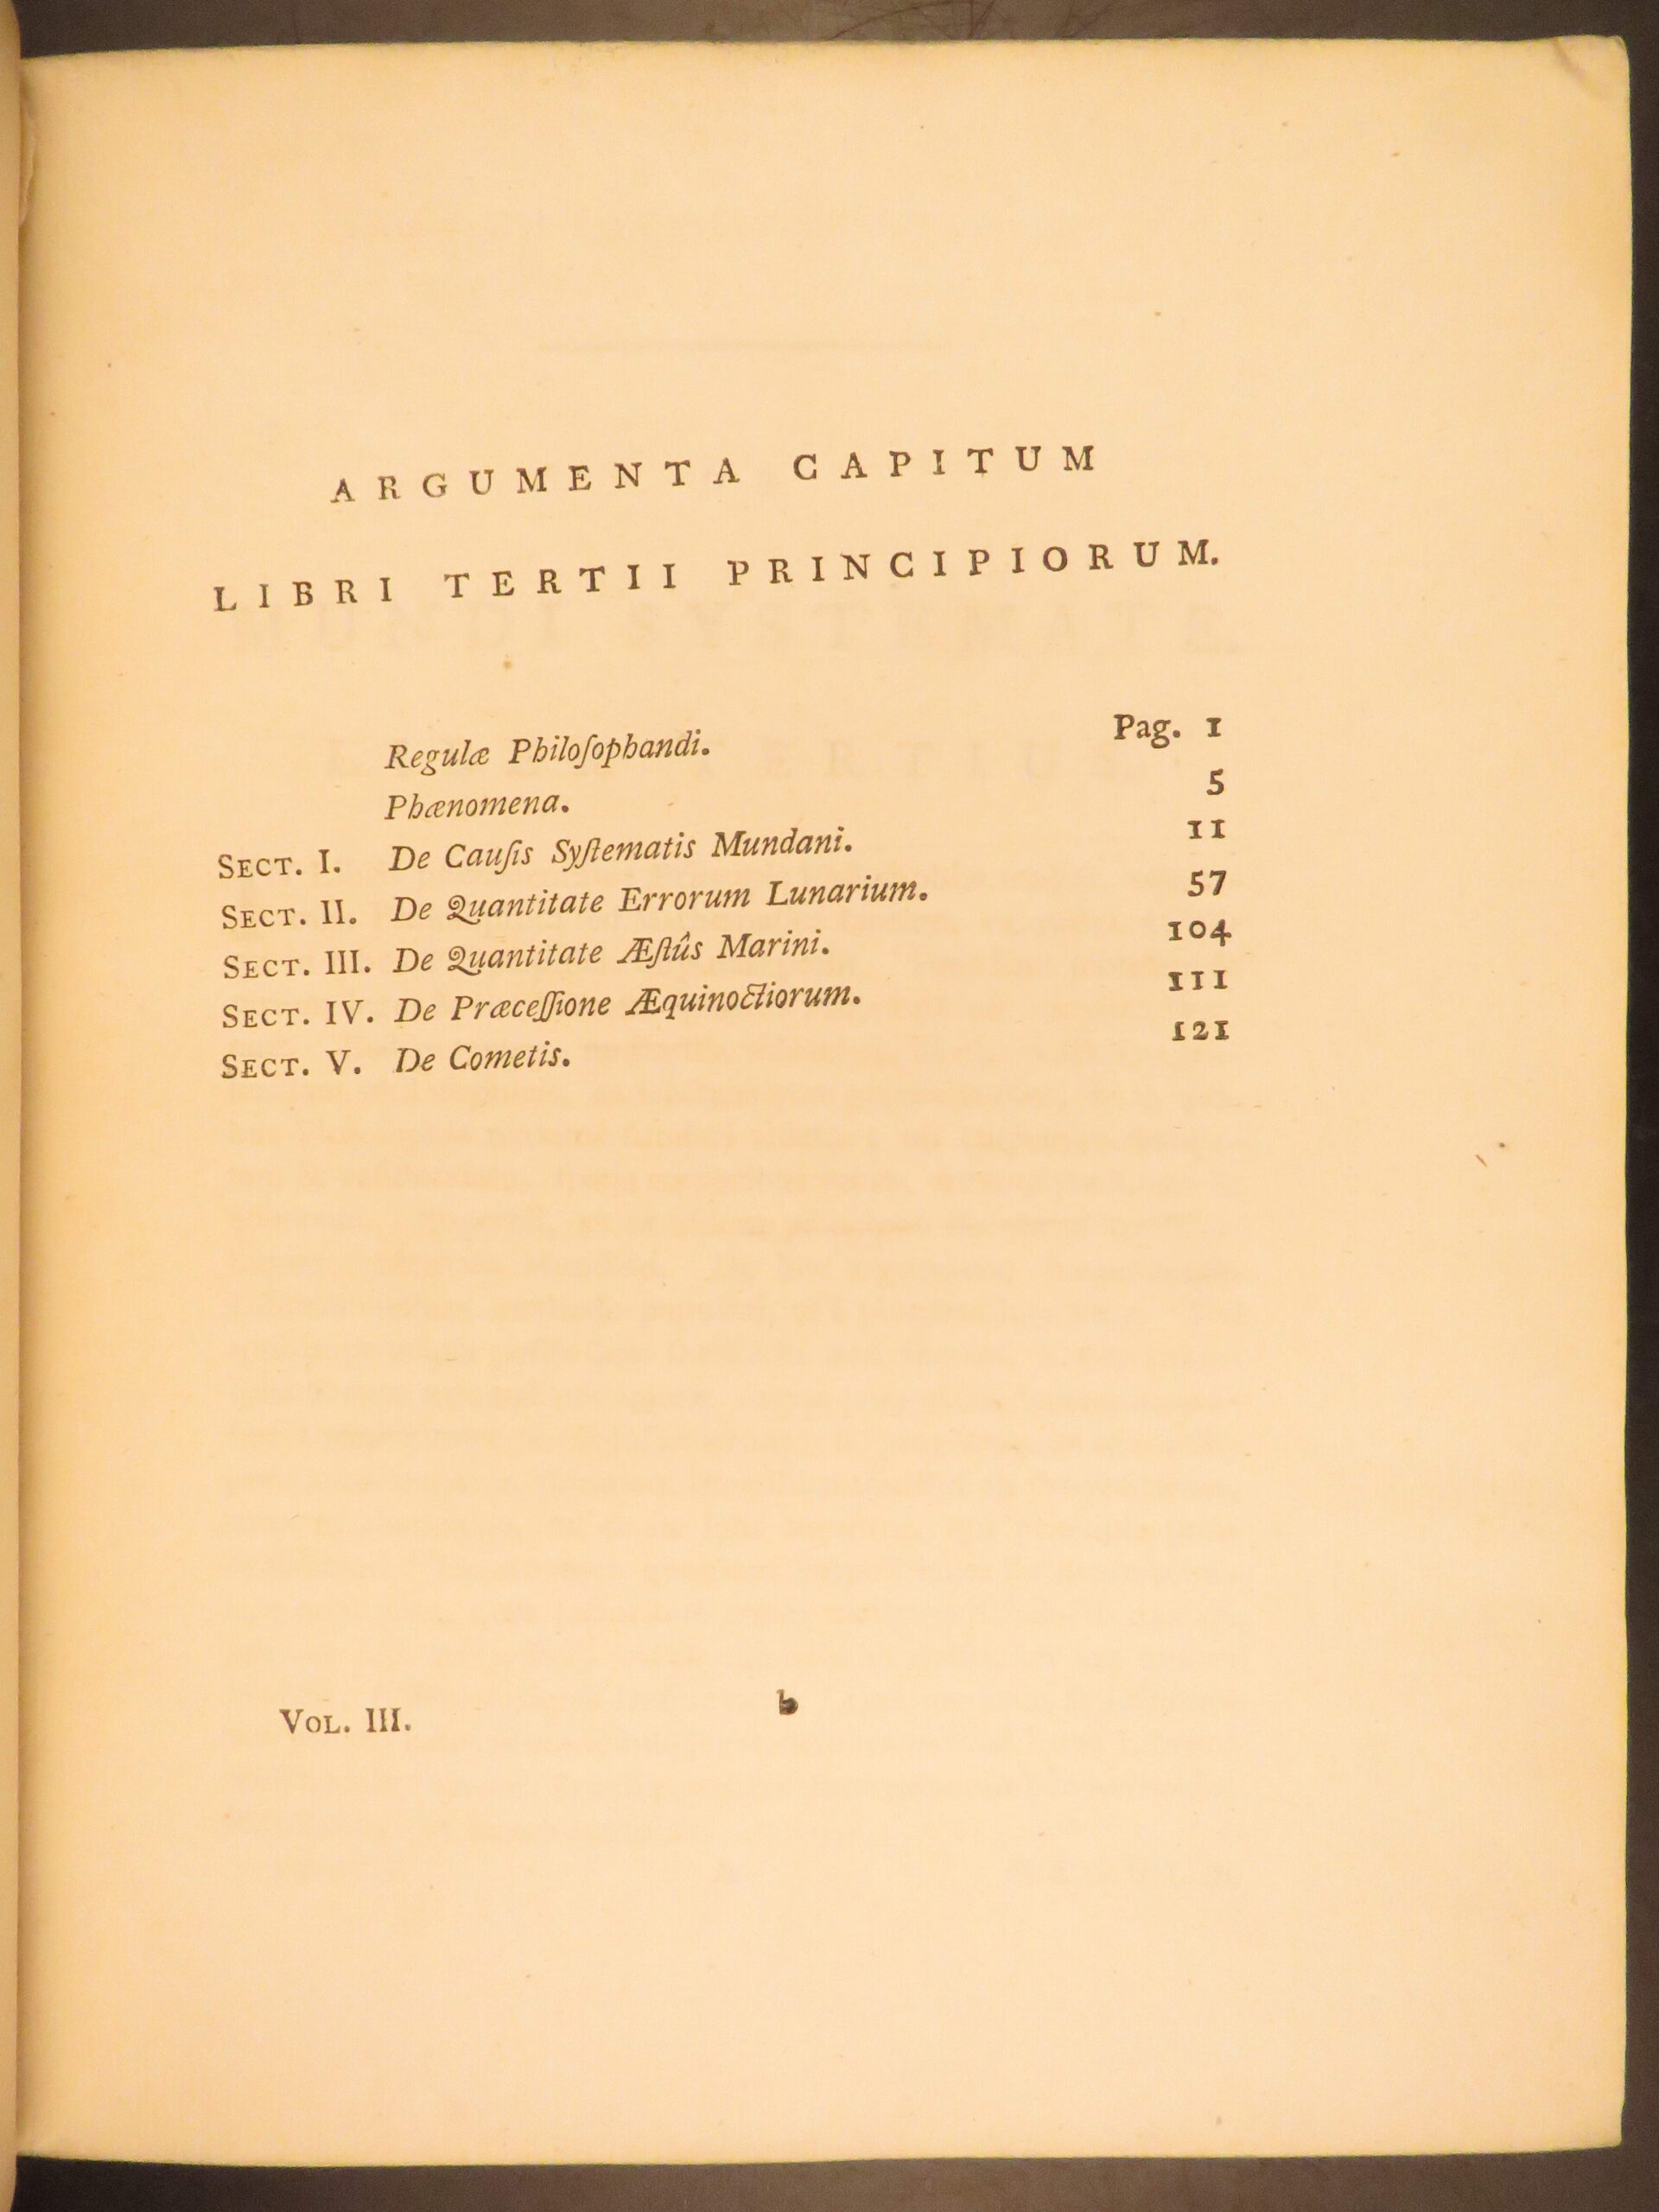 ARGUMENTA CAPITUM
LIBRI TERTII PRINCIPIORUM.
Regulæ Philoſophandi. Pag. 1
Phænomena. 5
SECT. I. De Cauſis Syſtematis Mundani. 11
SECT. II. De Quantitate Errorum Lunarium. 57
SECT. III. De Quantitate Æſtûs Marini. 104
SECT. IV. De Præceſſione Æquinoctiorum. 111
SECT. V. De Cometis. 121
VOL. III. b